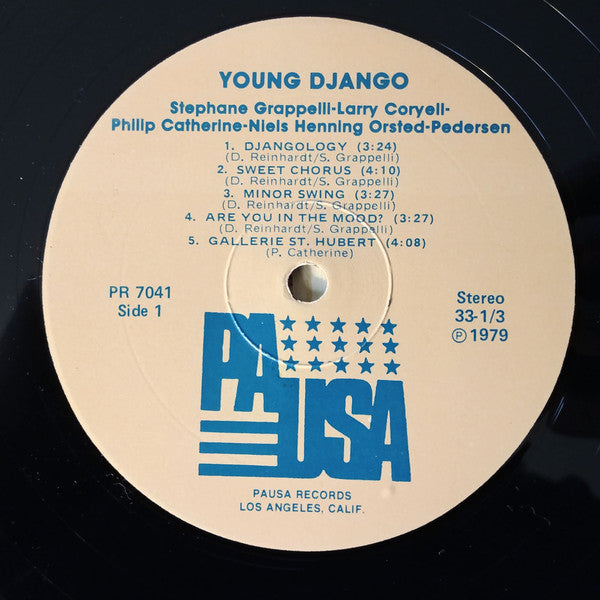 YOUNG DJANGO
Stephane Grappelli-Larry Coryell-
Philip Catherine-Niels Henning Orsted-Pedersen
1. DJANGOLOGY (3:24)
(D. Reinhardt/S. Grappelli)
2. SWEET CHORUS (4:10)
(D. Reinhardt/S. Grappelli)
3. MINOR SWING (3:27)
(D. Reinhardt/S. Grappelli)
4. ARE YOU IN THE MOOD? (3:27)
(D. Reinhardt/S. Grappelli)
5. GALLERIE ST. HUBERT (4:08)
(P. Catherine)
PR 7041
Side 1
Stereo
33-1/3
Ⓟ 1979
PAUSA
PAUSA RECORDS
LOS ANGELES, CALIF.